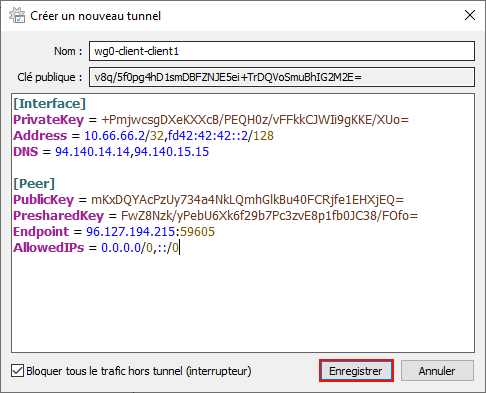 Créer un nouveau tunnel
Nom : wg0-client-client1
Clé publique : v8q/5f0pg4hD1smDBFZNJE5ei+TrDQVoSmuBhIG2M2E=
[Interface]
PrivateKey = +PmjwcsgDXeKXXcB/PEQH0z/vFFkkCJWIi9gKKE/XUo=
Address = 10.66.66.2/32,fd42:42:42::2/128
DNS = 94.140.14.14,94.140.15.15
[Peer]
PublicKey = mKxDQYAcPzUy734a4NkLQmhGlkBu40FCRjfe1EHXjEQ=
PresharedKey = FwZ8Nzk/yPebU6Xk6f29b7Pc3zvE8p1fb0JC38/FOfo=
Endpoint = 96.127.194.215:59605
AllowedIPs = 0.0.0.0/0,::/0
Bloquer tous le trafic hors tunnel (interrupteur)
Enregistrer
Annuler